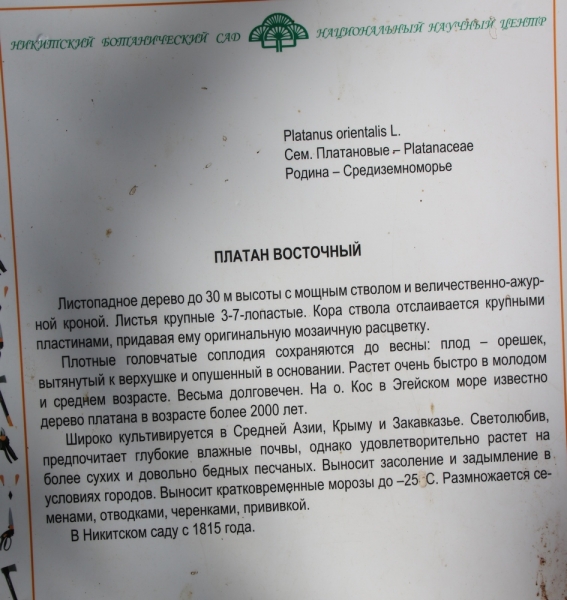 НИКИТСКИЙ БОТАНИЧЕСКИЙ САД НАЦИОНАЛЬНЫЙ НАУЧНЫЙ ЦЕНТР
Platanus orientalis L.
Сем. Платановые – Platanaceae
Родина – Средиземноморье
ПЛАТАН ВОСТОЧНЫЙ
Листопадное дерево до 30 м высоты с мощным стволом и величественно-ажур-
ной кроной. Листья крупные 3-7-лопастые. Кора ствола отслаивается крупными
пластинами, придавая ему оригинальную мозаичную расцветку.
Плотные головчатые соплодия сохраняются до весны: плод – орешек,
вытянутый к верхушке и опушенный в основании. Растет очень быстро в молодом
и среднем возрасте. Весьма долговечен. На о. Кос в Эгейском море известно
дерево платана в возрасте более 2000 лет.
Широко культивируется в Средней Азии, Крыму и Закавказье. Светолюбив,
предпочитает глубокие влажные почвы, однако удовлетворительно растет на
более сухих и довольно бедных песчаных. Выносит засоление и задымление в
условиях городов. Выносит кратковременные морозы до –25 °С. Размножается се-
менами, отводками, черенками, прививкой.
В Никитском саду с 1815 года.